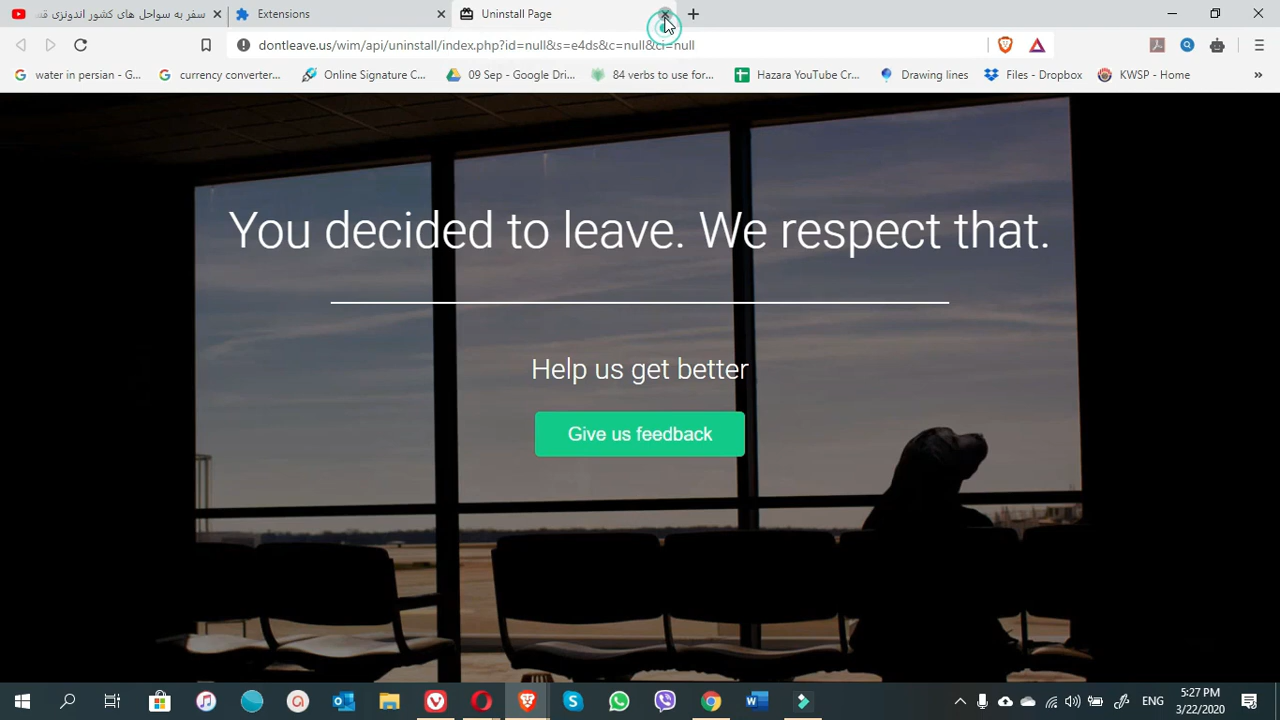 سفر به سواحل های کشور اندونزی قد
Extensions
Uninstall Page
dontleave.us/wim/api/uninstall/index.php?id=null&s=e4ds&c=null&ci=null
water in persian - G...
currency converter...
Online Signature C...
09 Sep - Google Dri...
84 verbs to use for...
Hazara YouTube Cr...
Drawing lines
Files - Dropbox
KWSP - Home
»
You decided to leave. We respect that.
Help us get better
Give us feedback
ENG
5:27 PM
3/22/2020